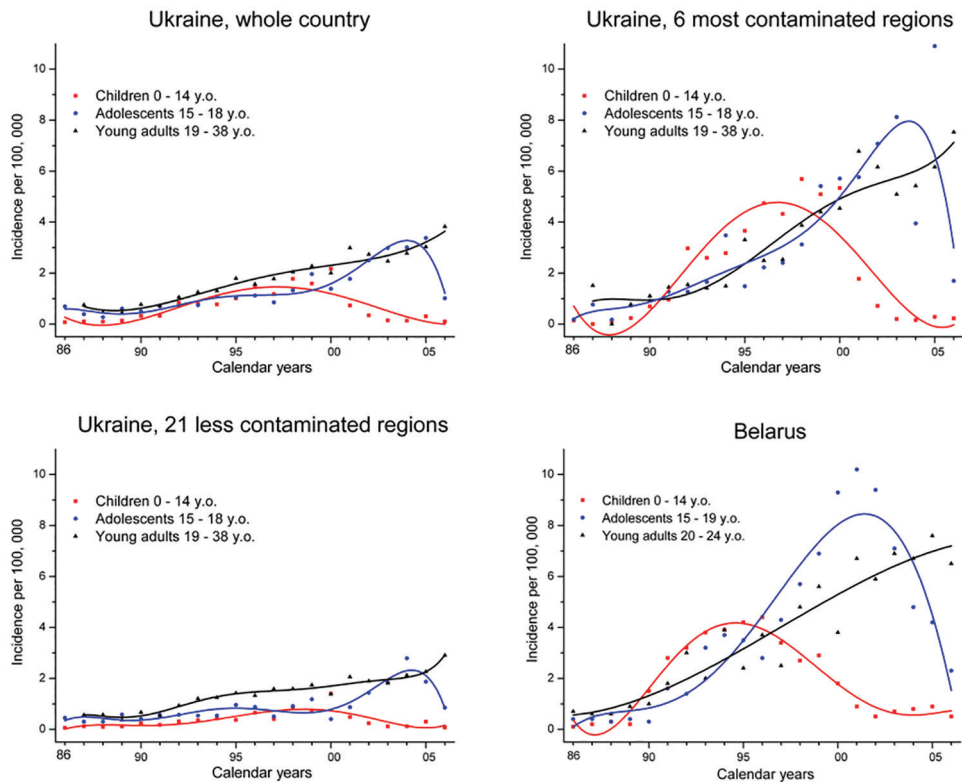 Ukraine, whole country
10
8
6
4
2
0
Incidence per 100, 000
Children 0 - 14 y.o.
Adolescents 15 - 18 y.o.
Young adults 19 - 38 y.o.
86 90 95 00 05
Calendar years
Ukraine, 6 most contaminated regions
10
8
6
4
2
0
Incidence per 100, 000
Children 0 - 14 y.o.
Adolescents 15 - 18 y.o.
Young adults 19 - 38 y.o.
86 90 95 00 05
Calendar years
Ukraine, 21 less contaminated regions
10
8
6
4
2
0
Incidence per 100, 000
Children 0 - 14 y.o.
Adolescents 15 - 18 y.o.
Young adults 19 - 38 y.o.
86 90 95 00 05
Calendar years
Belarus
10
8
6
4
2
0
Incidence per 100, 000
Children 0 - 14 y.o.
Adolescents 15 - 19 y.o.
Young adults 20 - 24 y.o.
86 90 95 00 05
Calendar years